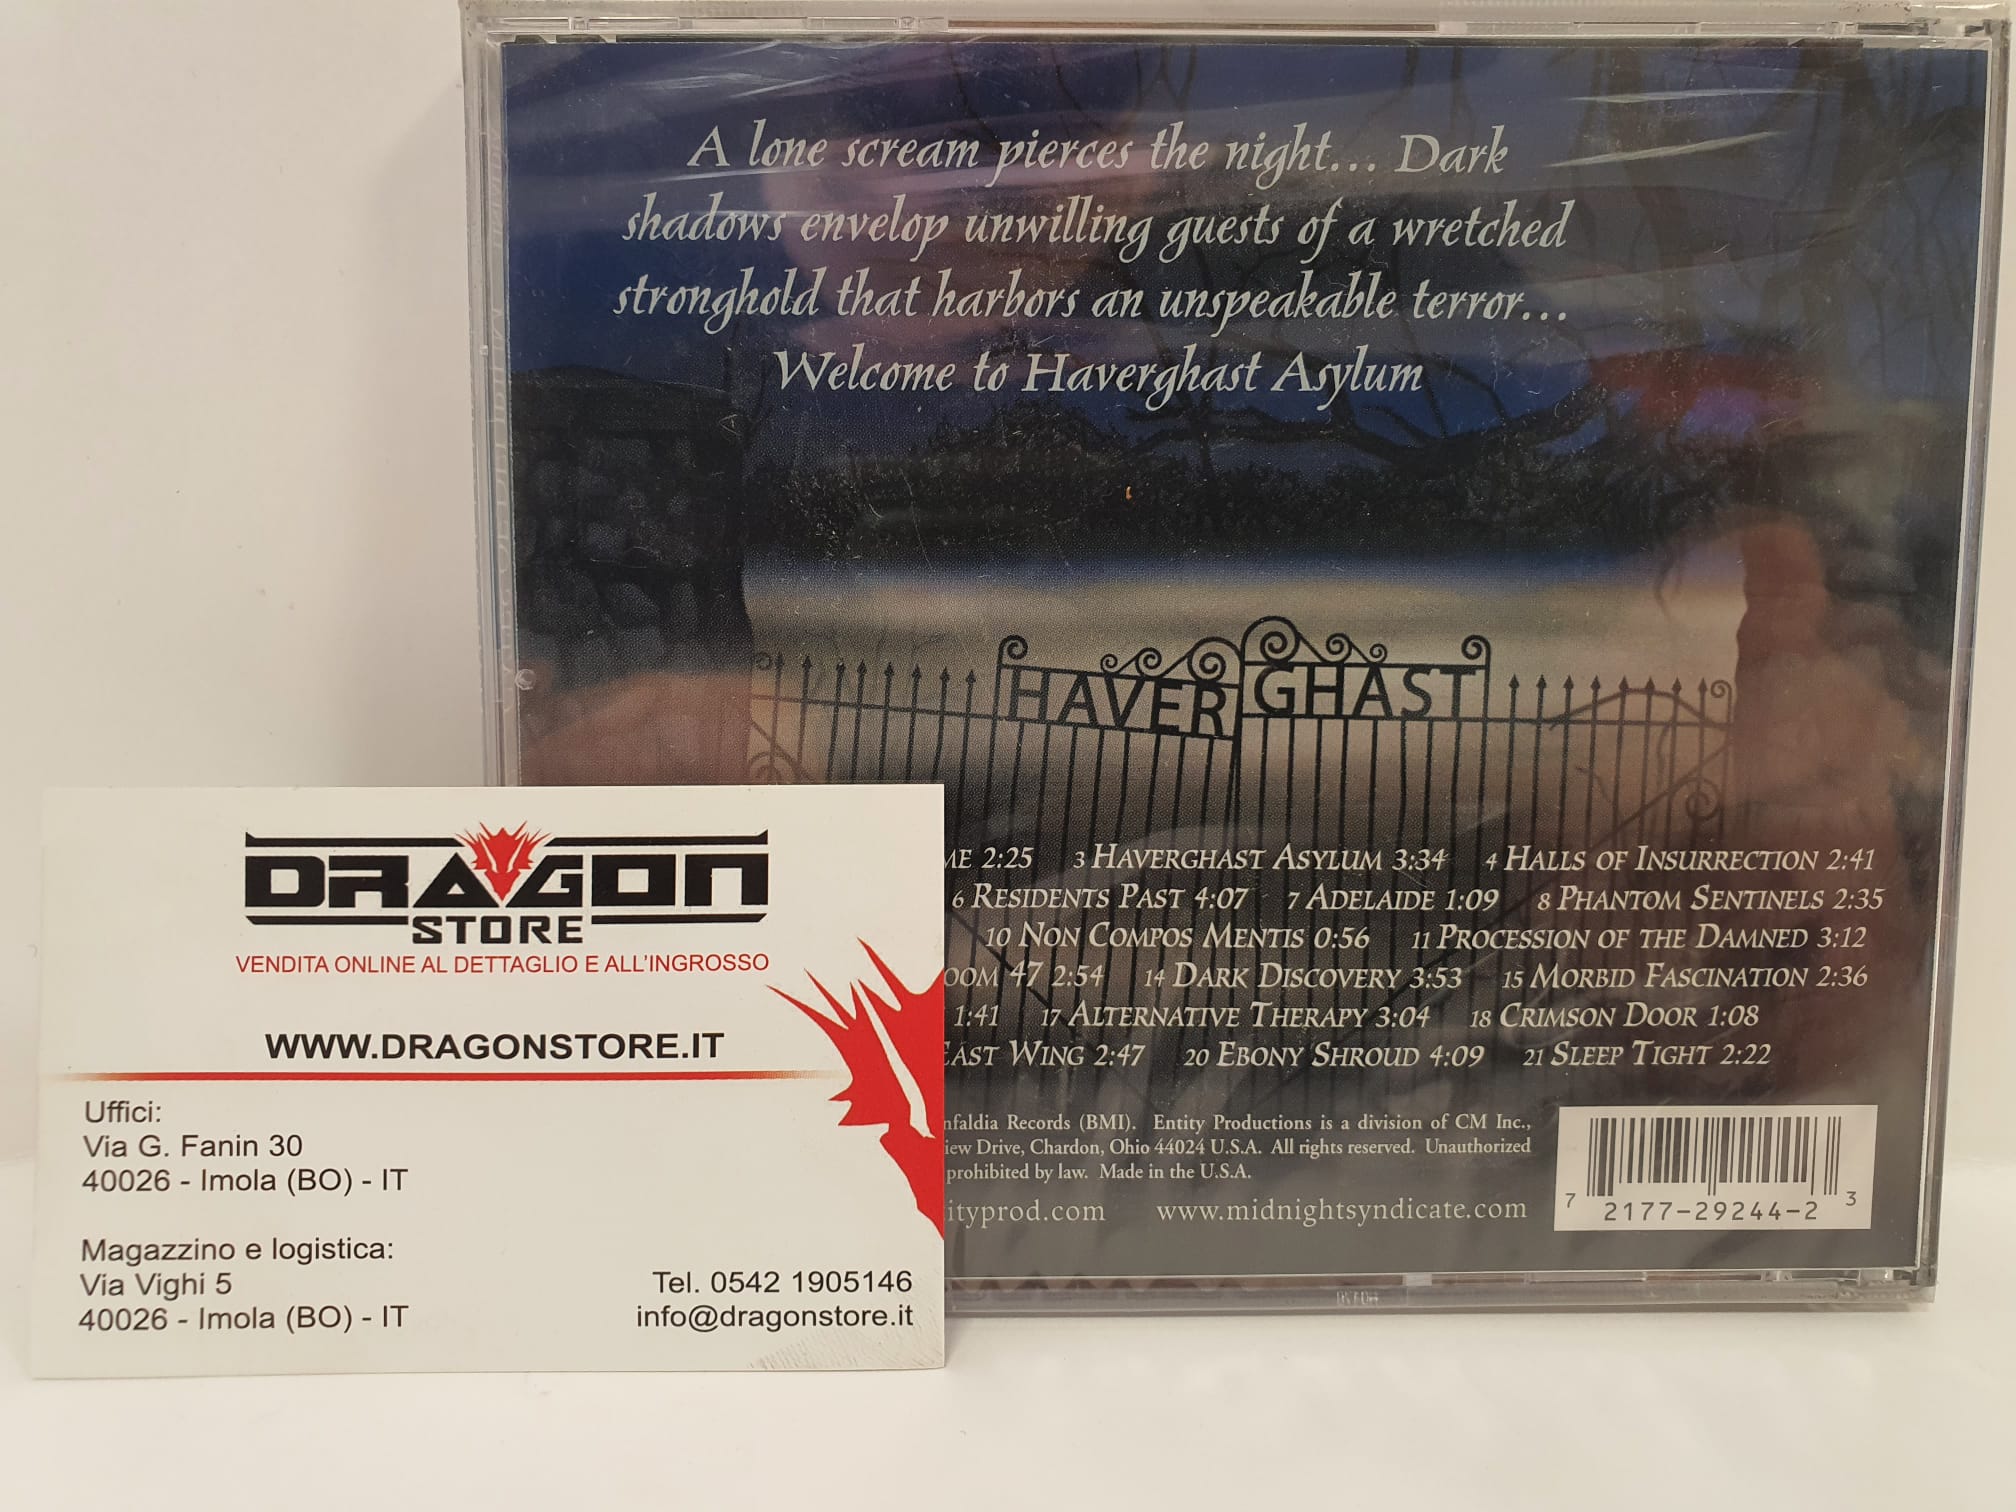 A lone scream pierces the night... Dark
shadows envelop unwilling guests of a wretched
stronghold that harbors an unspeakable terror...
Welcome to Haverghast Asylum
HAVERGHAST
2:25 3 HAVERGHAST ASYLUM 3:34 4 HALLS OF INSURRECTION 2:41
6 RESIDENTS PAST 4:07 7 ADELAIDE 1:09 8 PHANTOM SENTINELS 2:35
10 NON COMPOS MENTIS 0:56 11 PROCESSION OF THE DAMNED 3:12
OOM 47 2:54 14 DARK DISCOVERY 3:53 15 MORBID FASCINATION 2:36
1:41 17 ALTERNATIVE THERAPY 3:04 18 CRIMSON DOOR 1:08
EAST WING 2:47 20 EBONY SHROUD 4:09 21 SLEEP TIGHT 2:22
nfaldia Records (BMI). Entity Productions is a division of CM Inc.,
iew Drive, Chardon, Ohio 44024 U.S.A. All rights reserved. Unauthorized
prohibited by law. Made in the U.S.A.
ityprod.com www.midnightsyndicate.com
7 2177-29244-2 3
DRAGON
STORE
VENDITA ONLINE AL DETTAGLIO E ALL'INGROSSO
WWW.DRAGONSTORE.IT
Uffici:
Via G. Fanin 30
40026 - Imola (BO) - IT
Magazzino e logistica:
Via Vighi 5
40026 - Imola (BO) - IT
Tel. 0542 1905146
info@dragonstore.it